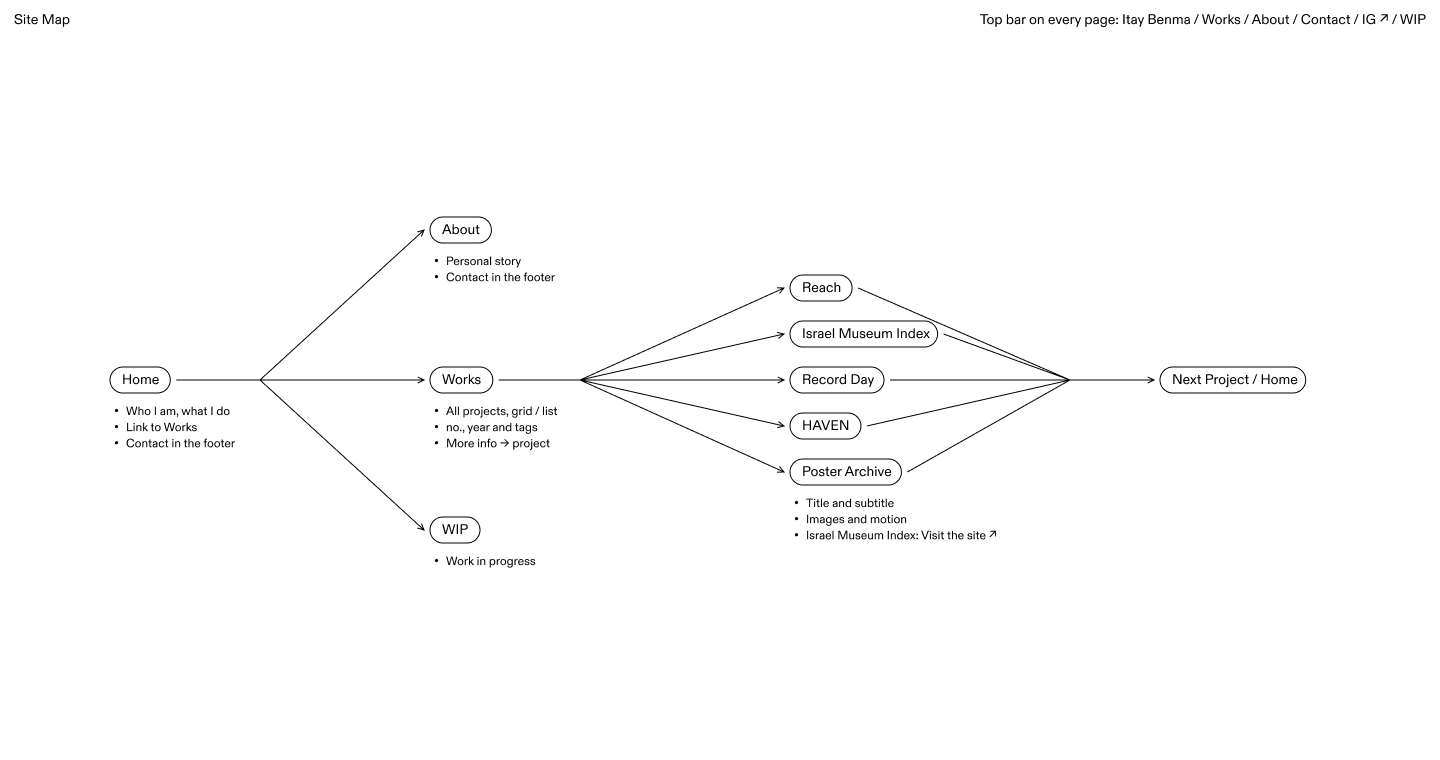 Site Map
Top bar on every page: Itay Benma / Works / About / Contact / IG ↗ / WIP
Home
• Who I am, what I do
• Link to Works
• Contact in the footer
About
• Personal story
• Contact in the footer
Works
• All projects, grid / list
• no., year and tags
• More info → project
WIP
• Work in progress
Reach
Israel Museum Index
Record Day
HAVEN
Poster Archive
• Title and subtitle
• Images and motion
• Israel Museum Index: Visit the site ↗
Next Project / Home